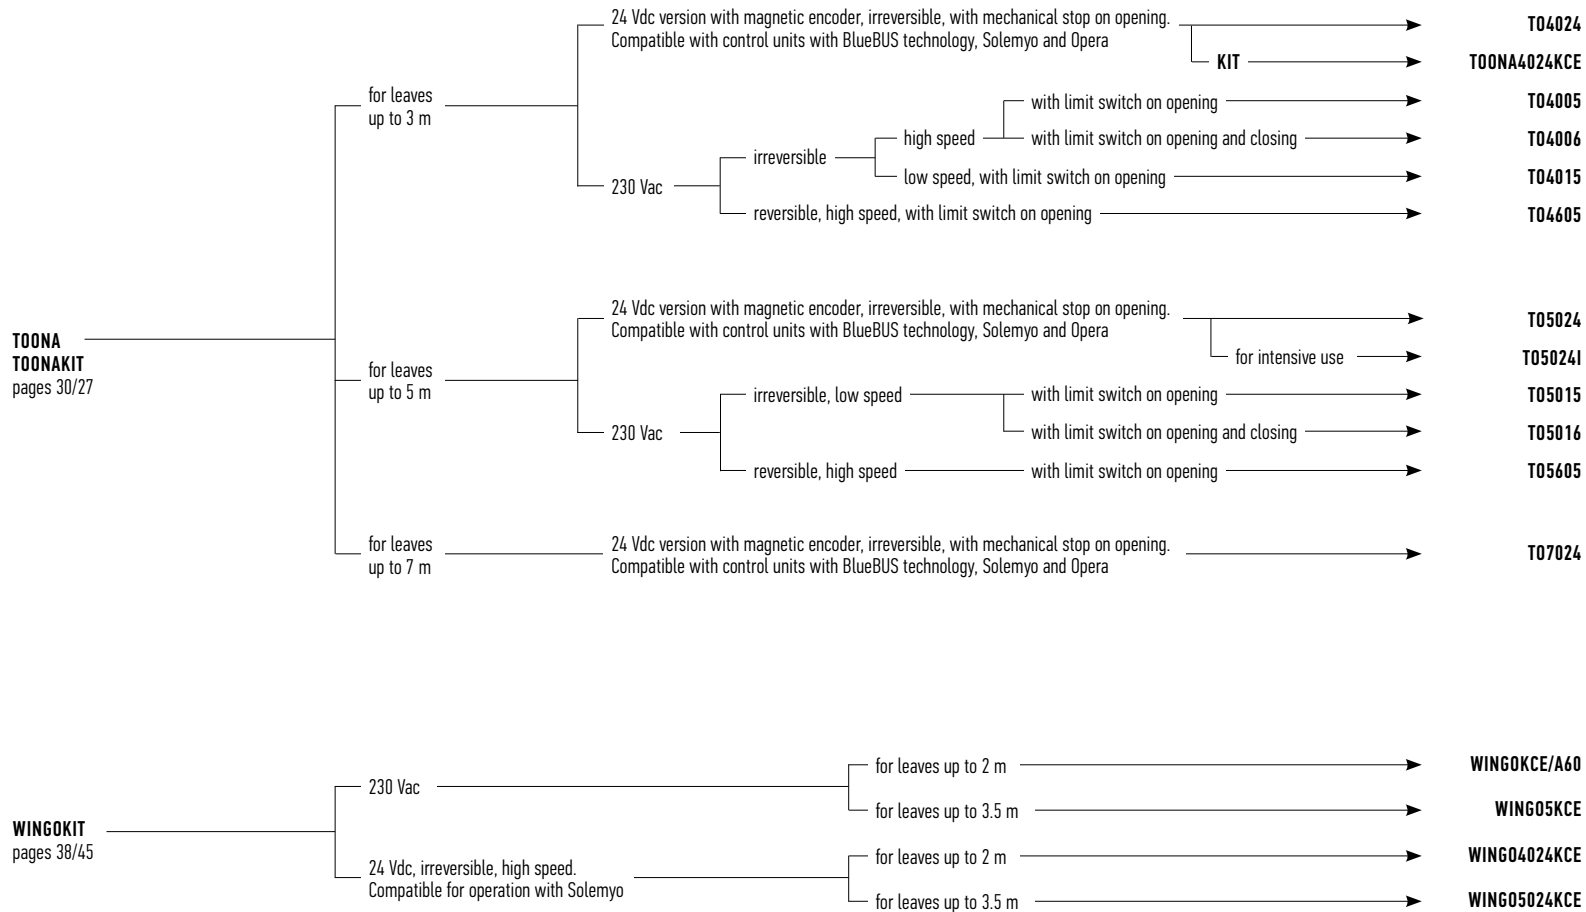 24 Vdc version with magnetic encoder, irreversible, with mechanical stop on opening.
Compatible with control units with BlueBUS technology, Solemyo and Opera
TO4024
KIT
TOONA4024KCE
for leaves
up to 3 m
with limit switch on opening
TO4005
high speed
with limit switch on opening and closing
TO4006
irreversible
low speed, with limit switch on opening
TO4015
230 Vac
reversible, high speed, with limit switch on opening
TO4605
TOONA
TOONAKIT
pages 30/27
for leaves
up to 5 m
24 Vdc version with magnetic encoder, irreversible, with mechanical stop on opening.
Compatible with control units with BlueBUS technology, Solemyo and Opera
TO5024
for intensive use
TO5024I
230 Vac
irreversible, low speed
with limit switch on opening
TO5015
with limit switch on opening and closing
TO5016
reversible, high speed
with limit switch on opening
TO5605
for leaves
up to 7 m
24 Vdc version with magnetic encoder, irreversible, with mechanical stop on opening.
Compatible with control units with BlueBUS technology, Solemyo and Opera
TO7024
WINGOKIT
pages 38/45
230 Vac
for leaves up to 2 m
WINGOKCE/A60
for leaves up to 3.5 m
WINGO5KCE
24 Vdc, irreversible, high speed.
Compatible for operation with Solemyo
for leaves up to 2 m
WINGO4024KCE
for leaves up to 3.5 m
WINGO5024KCE